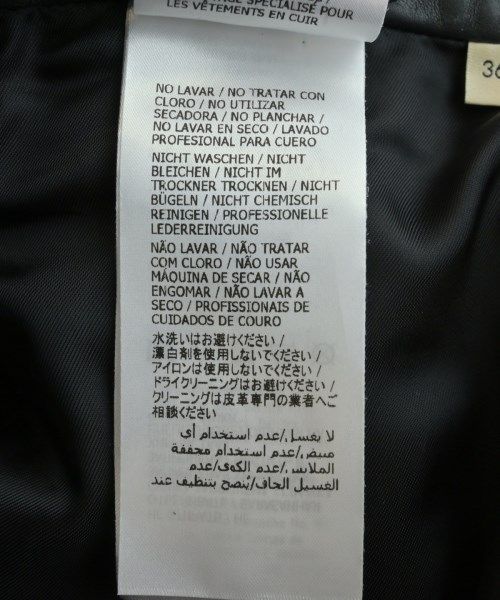 SPÉCIALISÉ POUR
LES VÊTEMENTS EN CUIR
36
NO LAVAR / NO TRATAR CON
CLORO / NO UTILIZAR
SECADORA / NO PLANCHAR /
NO LAVAR EN SECO / LAVADO
PROFESIONAL PARA CUERO
NICHT WASCHEN / NICHT
BLEICHEN / NICHT IM
TROCKNER TROCKNEN / NICHT
BÜGELN / NICHT CHEMISCH
REINIGEN / PROFESSIONELLE
LEDERREINIGUNG
NÃO LAVAR / NÃO TRATAR
COM CLORO / NÃO USAR
MÁQUINA DE SECAR / NÃO
ENGOMAR / NÃO LAVAR A
SECO / PROFISSIONAIS DE
CUIDADOS DE COURO
水洗いはお避けください /
漂白剤を使用しないでください /
アイロンは使用しないでください /
ドライクリーニングはお避けください /
クリーニングは皮革専門の業者へご
相談ください
لا يغسل/عدم استخدام أي
مبيض/عدم استخدام مجففة
الملابس/عدم الكوي/عدم
الغسيل الجاف/يُنصح بتنظيف عند